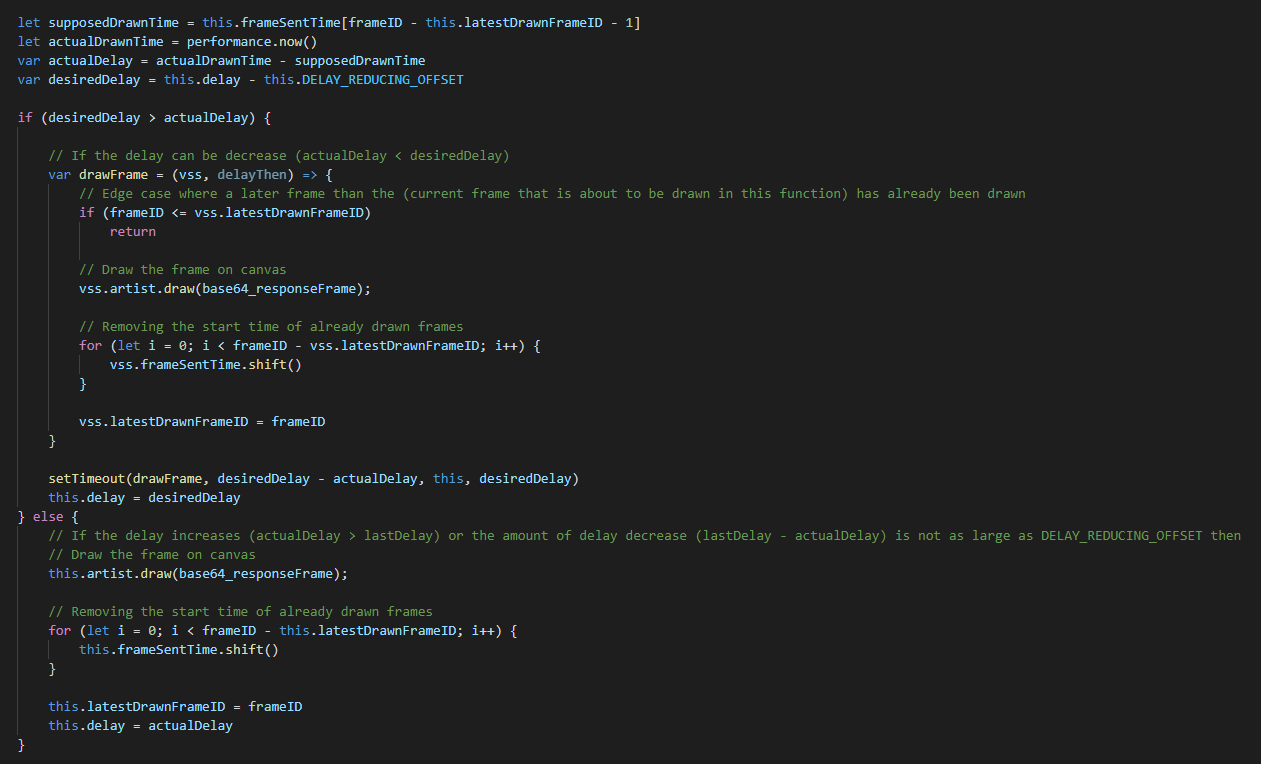 let supposedDrawnTime = this.frameSentTime[frameID - this.latestDrawnFrameID - 1]
let actualDrawnTime = performance.now()
var actualDelay = actualDrawnTime - supposedDrawnTime
var desiredDelay = this.delay - this.DELAY_REDUCING_OFFSET

if (desiredDelay > actualDelay) {

    // If the delay can be decrease (actualDelay < desiredDelay)
    var drawFrame = (vss, delayThen) => {
        // Edge case where a later frame than the (current frame that is about to be drawn in this function) has already been drawn
        if (frameID <= vss.latestDrawnFrameID)
            return

        // Draw the frame on canvas
        vss.artist.draw(base64_responseFrame);

        // Removing the start time of already drawn frames
        for (let i = 0; i < frameID - vss.latestDrawnFrameID; i++) {
            vss.frameSentTime.shift()
        }

        vss.latestDrawnFrameID = frameID
    }

    setTimeout(drawFrame, desiredDelay - actualDelay, this, desiredDelay)
    this.delay = desiredDelay
} else {
    // If the delay increases (actualDelay > lastDelay) or the amount of delay decrease (lastDelay - actualDelay) is not as large as DELAY_REDUCING_OFFSET then
    // Draw the frame on canvas
    this.artist.draw(base64_responseFrame);

    // Removing the start time of already drawn frames
    for (let i = 0; i < frameID - this.latestDrawnFrameID; i++) {
        this.frameSentTime.shift()
    }

    this.latestDrawnFrameID = frameID
    this.delay = actualDelay
}